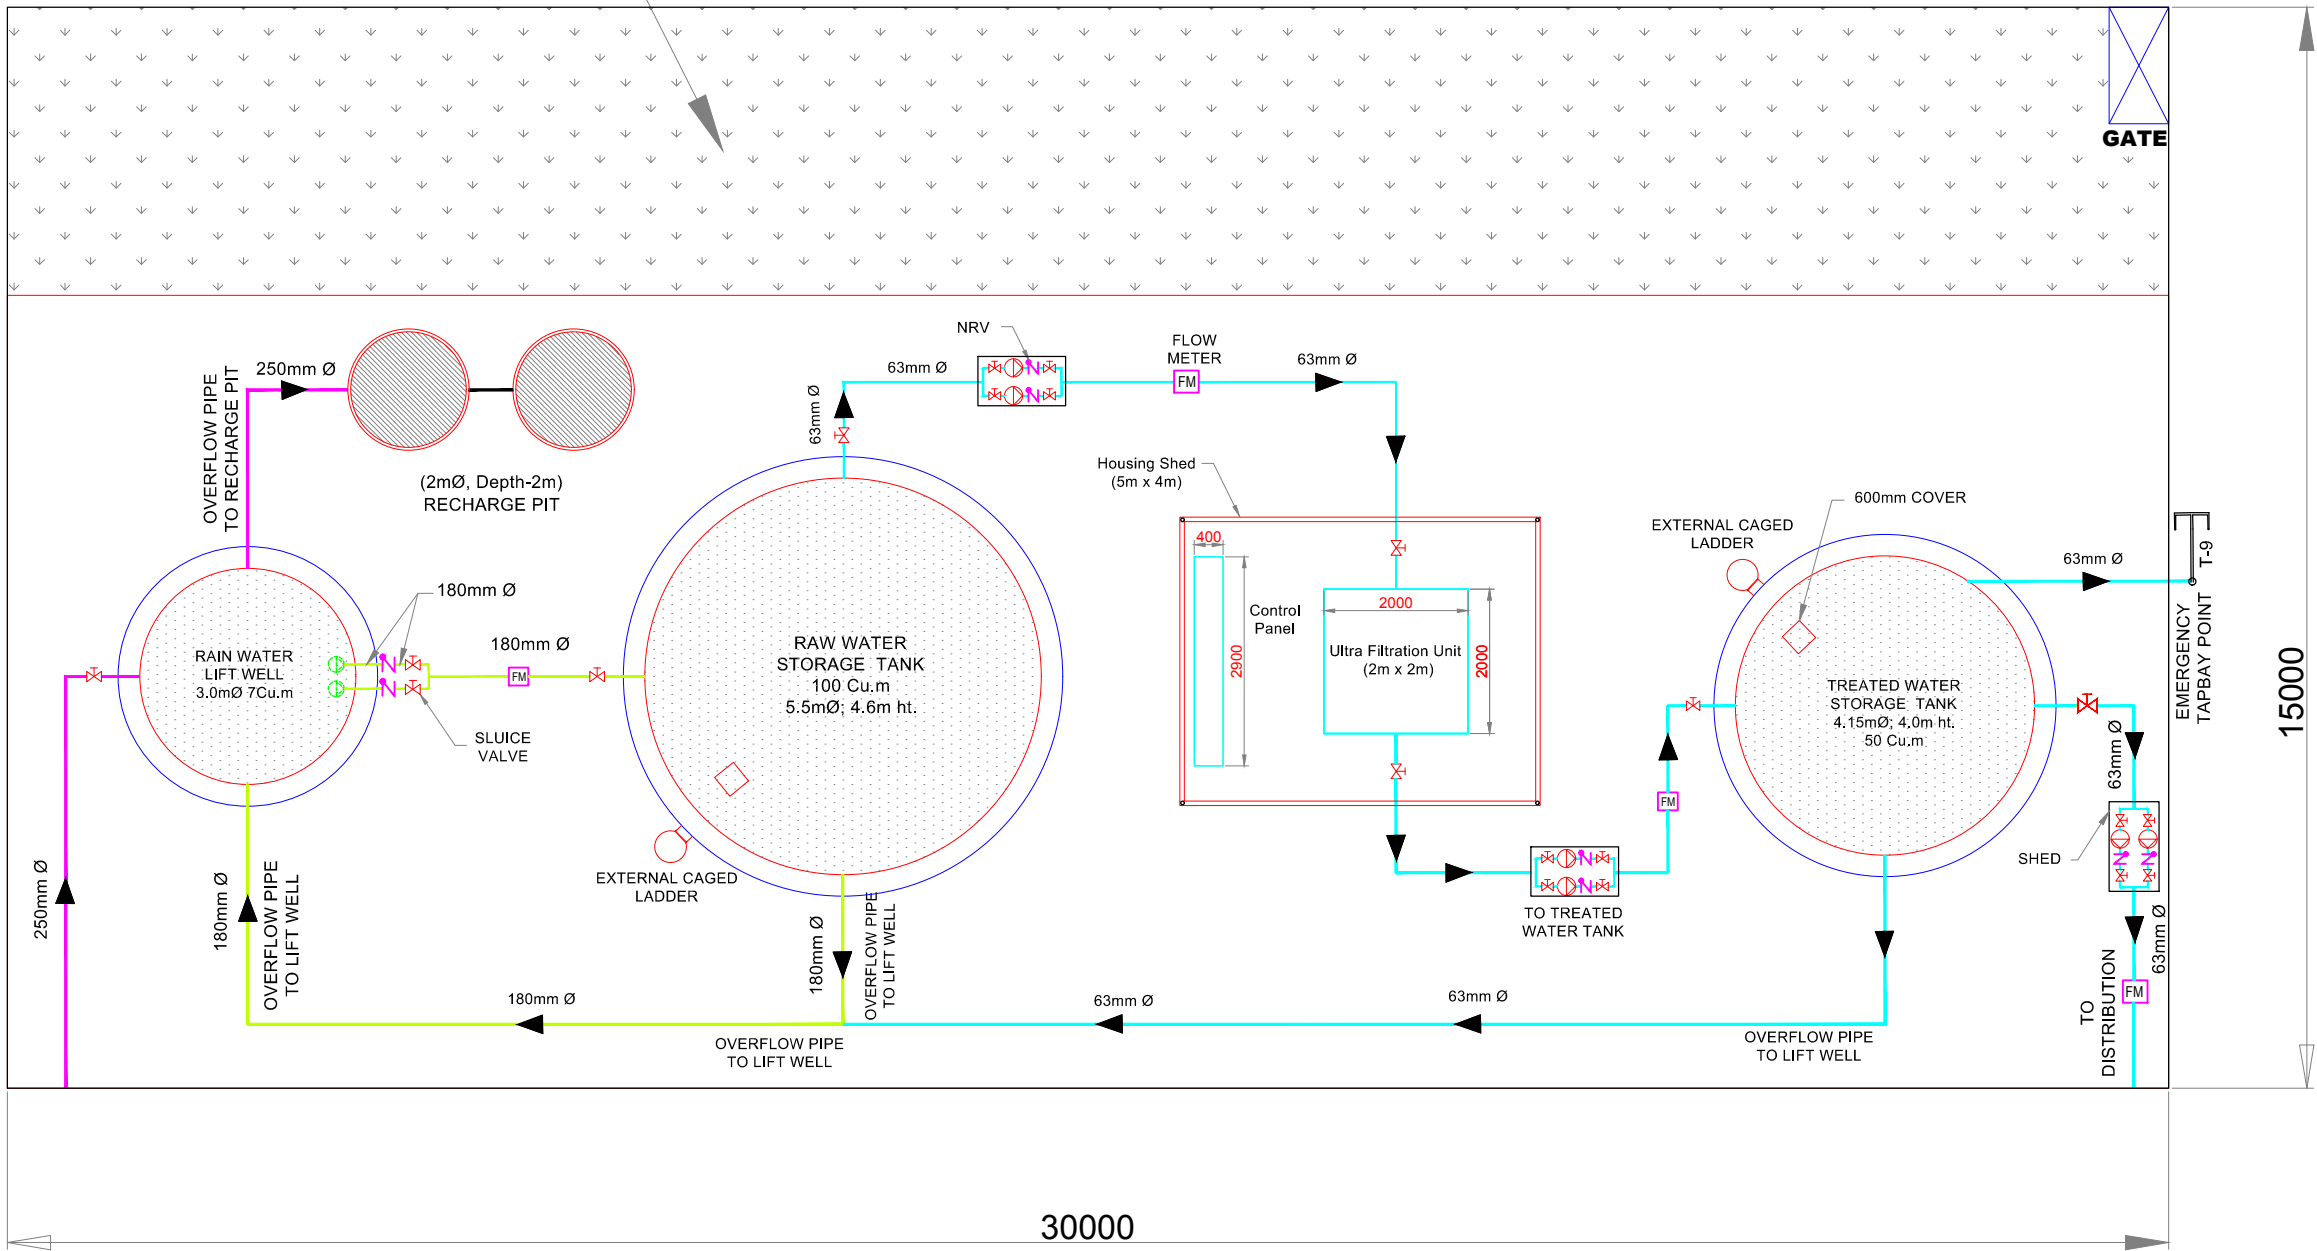 GATE
NRV
FLOW
METER
63mm Ø
FM
63mm Ø
250mm Ø
OVERFLOW PIPE
TO RECHARGE PIT
63mm Ø
(2mØ, Depth-2m)
RECHARGE PIT
Housing Shed
(5m x 4m)
600mm COVER
EXTERNAL CAGED
LADDER
400
2900
Control
Panel
2000
2000
Ultra Filtration Unit
(2m x 2m)
63mm Ø
T-9
EMERGENCY
TAPBAY POINT
15000
180mm Ø
180mm Ø
FM
RAIN WATER
LIFT WELL
3.0mØ 7Cu.m
RAW WATER
STORAGE TANK
100 Cu.m
5.5mØ; 4.6m ht.
SLUICE
VALVE
TREATED WATER
STORAGE TANK
4.15mØ; 4.0m ht.
50 Cu.m
63mm Ø
FM
SHED
250mm Ø
180mm Ø
OVERFLOW PIPE
TO LIFT WELL
EXTERNAL CAGED
LADDER
180mm Ø
OVERFLOW PIPE
TO LIFT WELL
TO TREATED
WATER TANK
63mm Ø
FM
TO
DISTRIBUTION
180mm Ø
63mm Ø
63mm Ø
OVERFLOW PIPE
TO LIFT WELL
OVERFLOW PIPE
TO LIFT WELL
30000